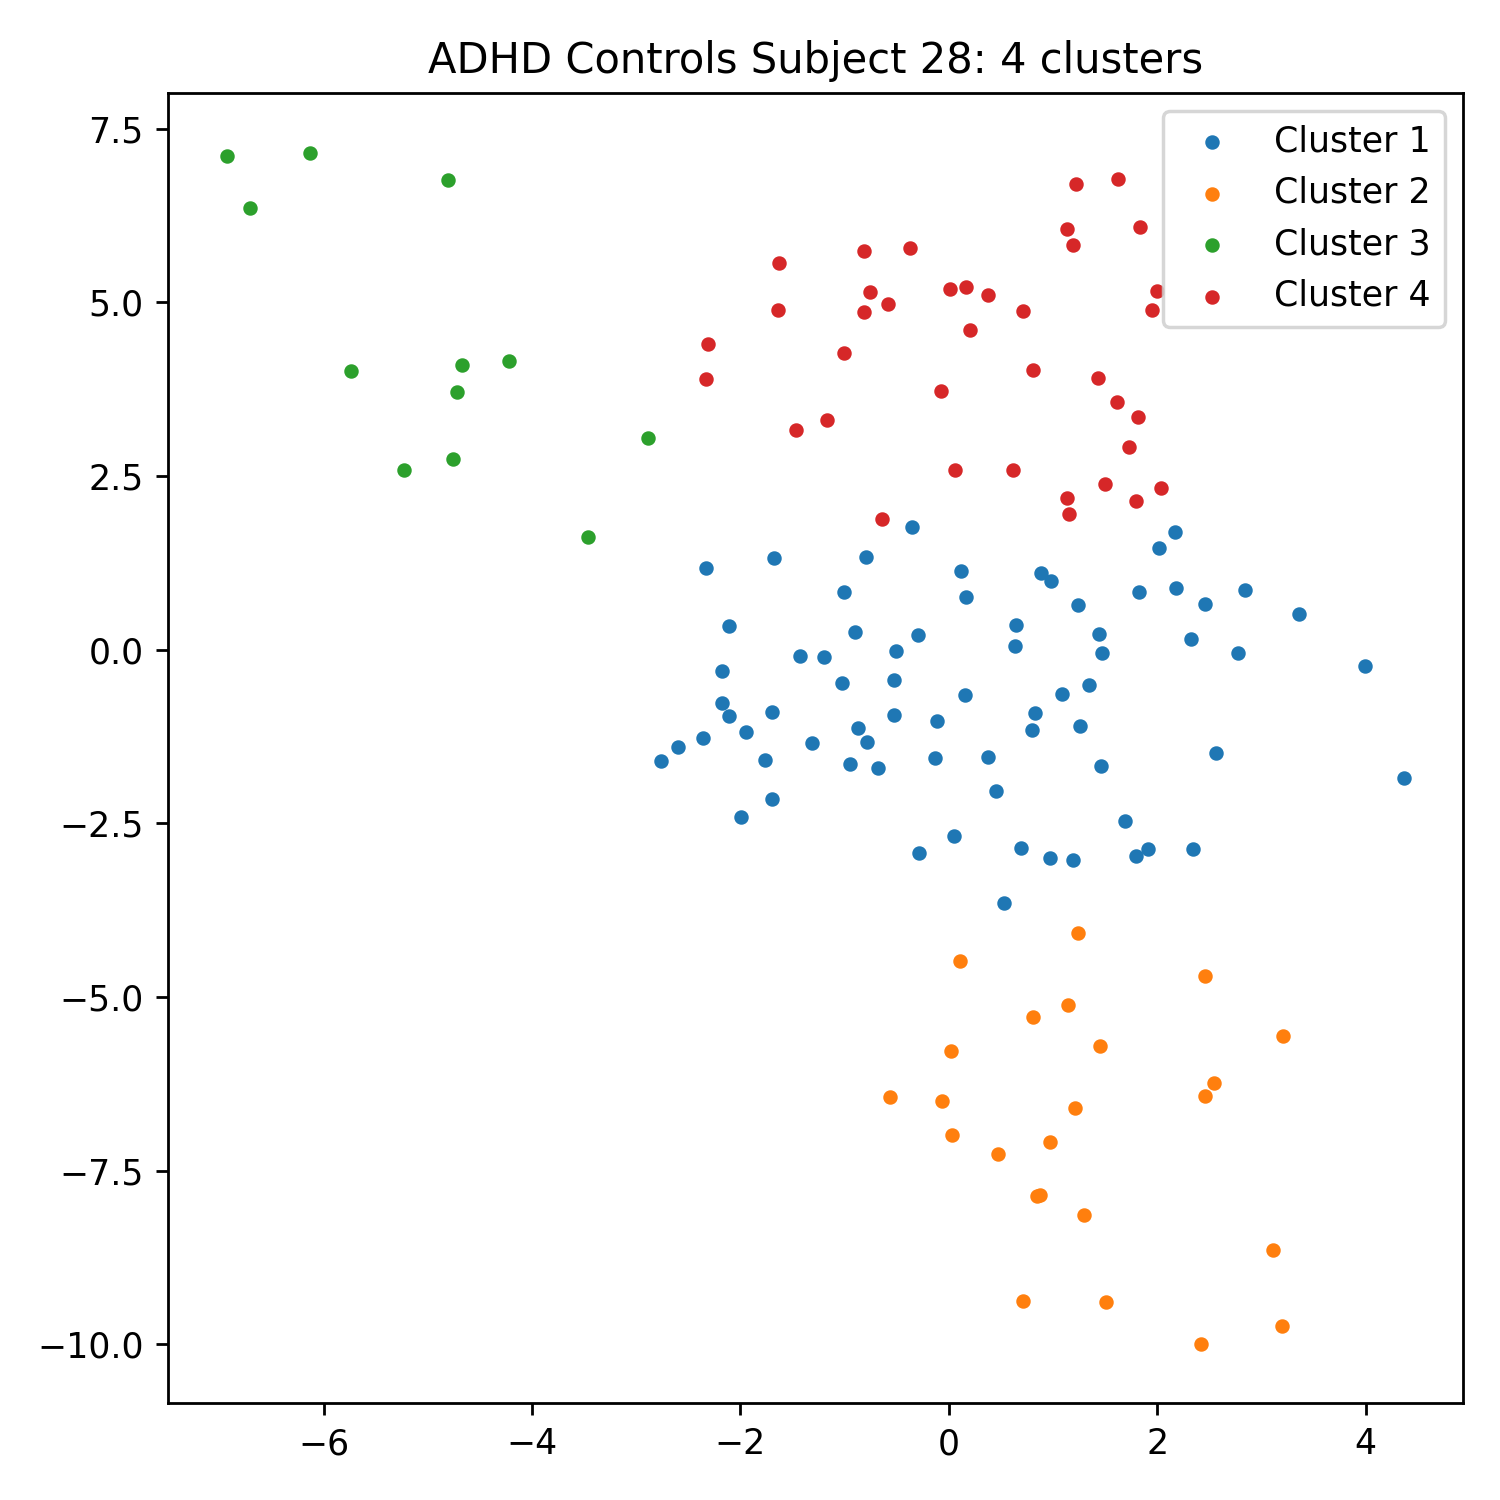 ADHD Controls Subject 28: 4 clusters
7.5
5.0
2.5
0.0
−2.5
−5.0
−7.5
−10.0
−6
−4
−2
0
2
4
Cluster 1
Cluster 2
Cluster 3
Cluster 4